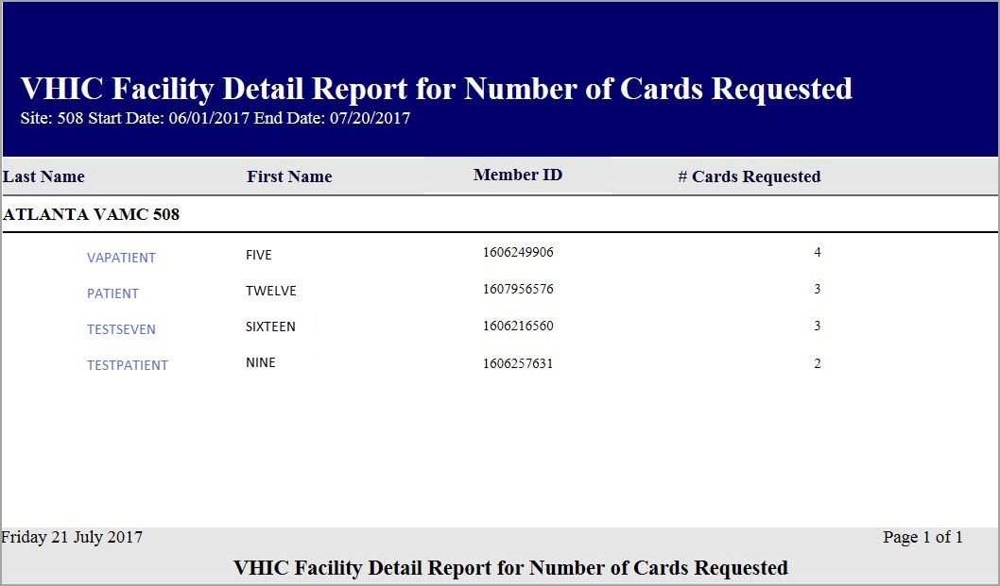 VHIC Facility Detail Report for Number of Cards Requested
Site: 508 Start Date: 06/01/2017 End Date: 07/20/2017
Last Name First Name Member ID # Cards Requested
ATLANTA VAMC 508
VAPATIENT FIVE 1606249906 4
PATIENT TWELVE 1607956576 3
TESTSEVEN SIXTEEN 1606216560 3
TESTPATIENT NINE 1606257631 2
Friday 21 July 2017 Page 1 of 1
VHIC Facility Detail Report for Number of Cards Requested